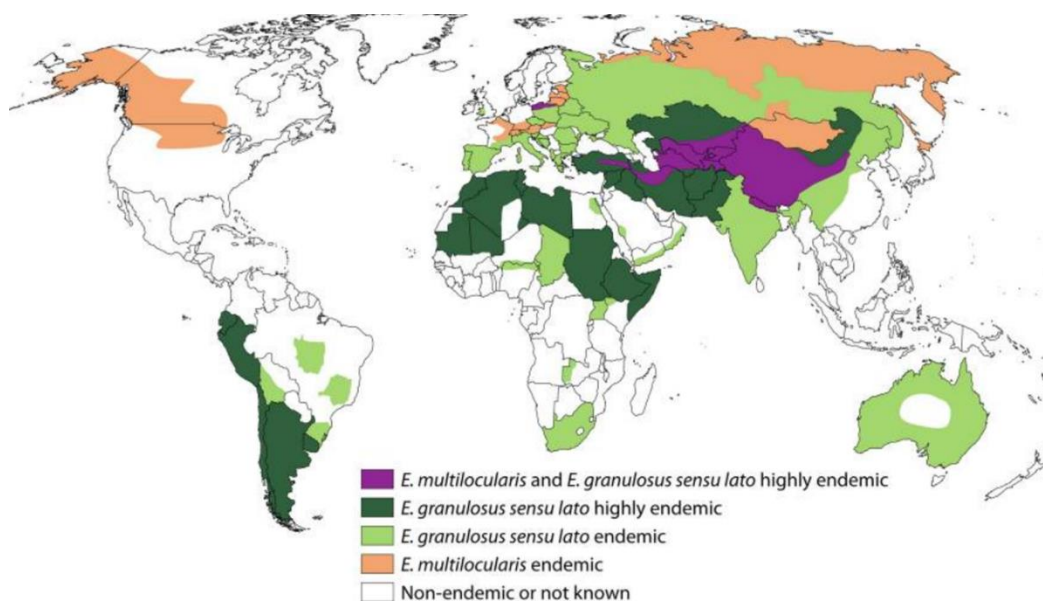 E. multilocularis and E. granulosus sensu lato highly endemic
E. granulosus sensu lato highly endemic
E. granulosus sensu lato endemic
E. multilocularis endemic
Non-endemic or not known